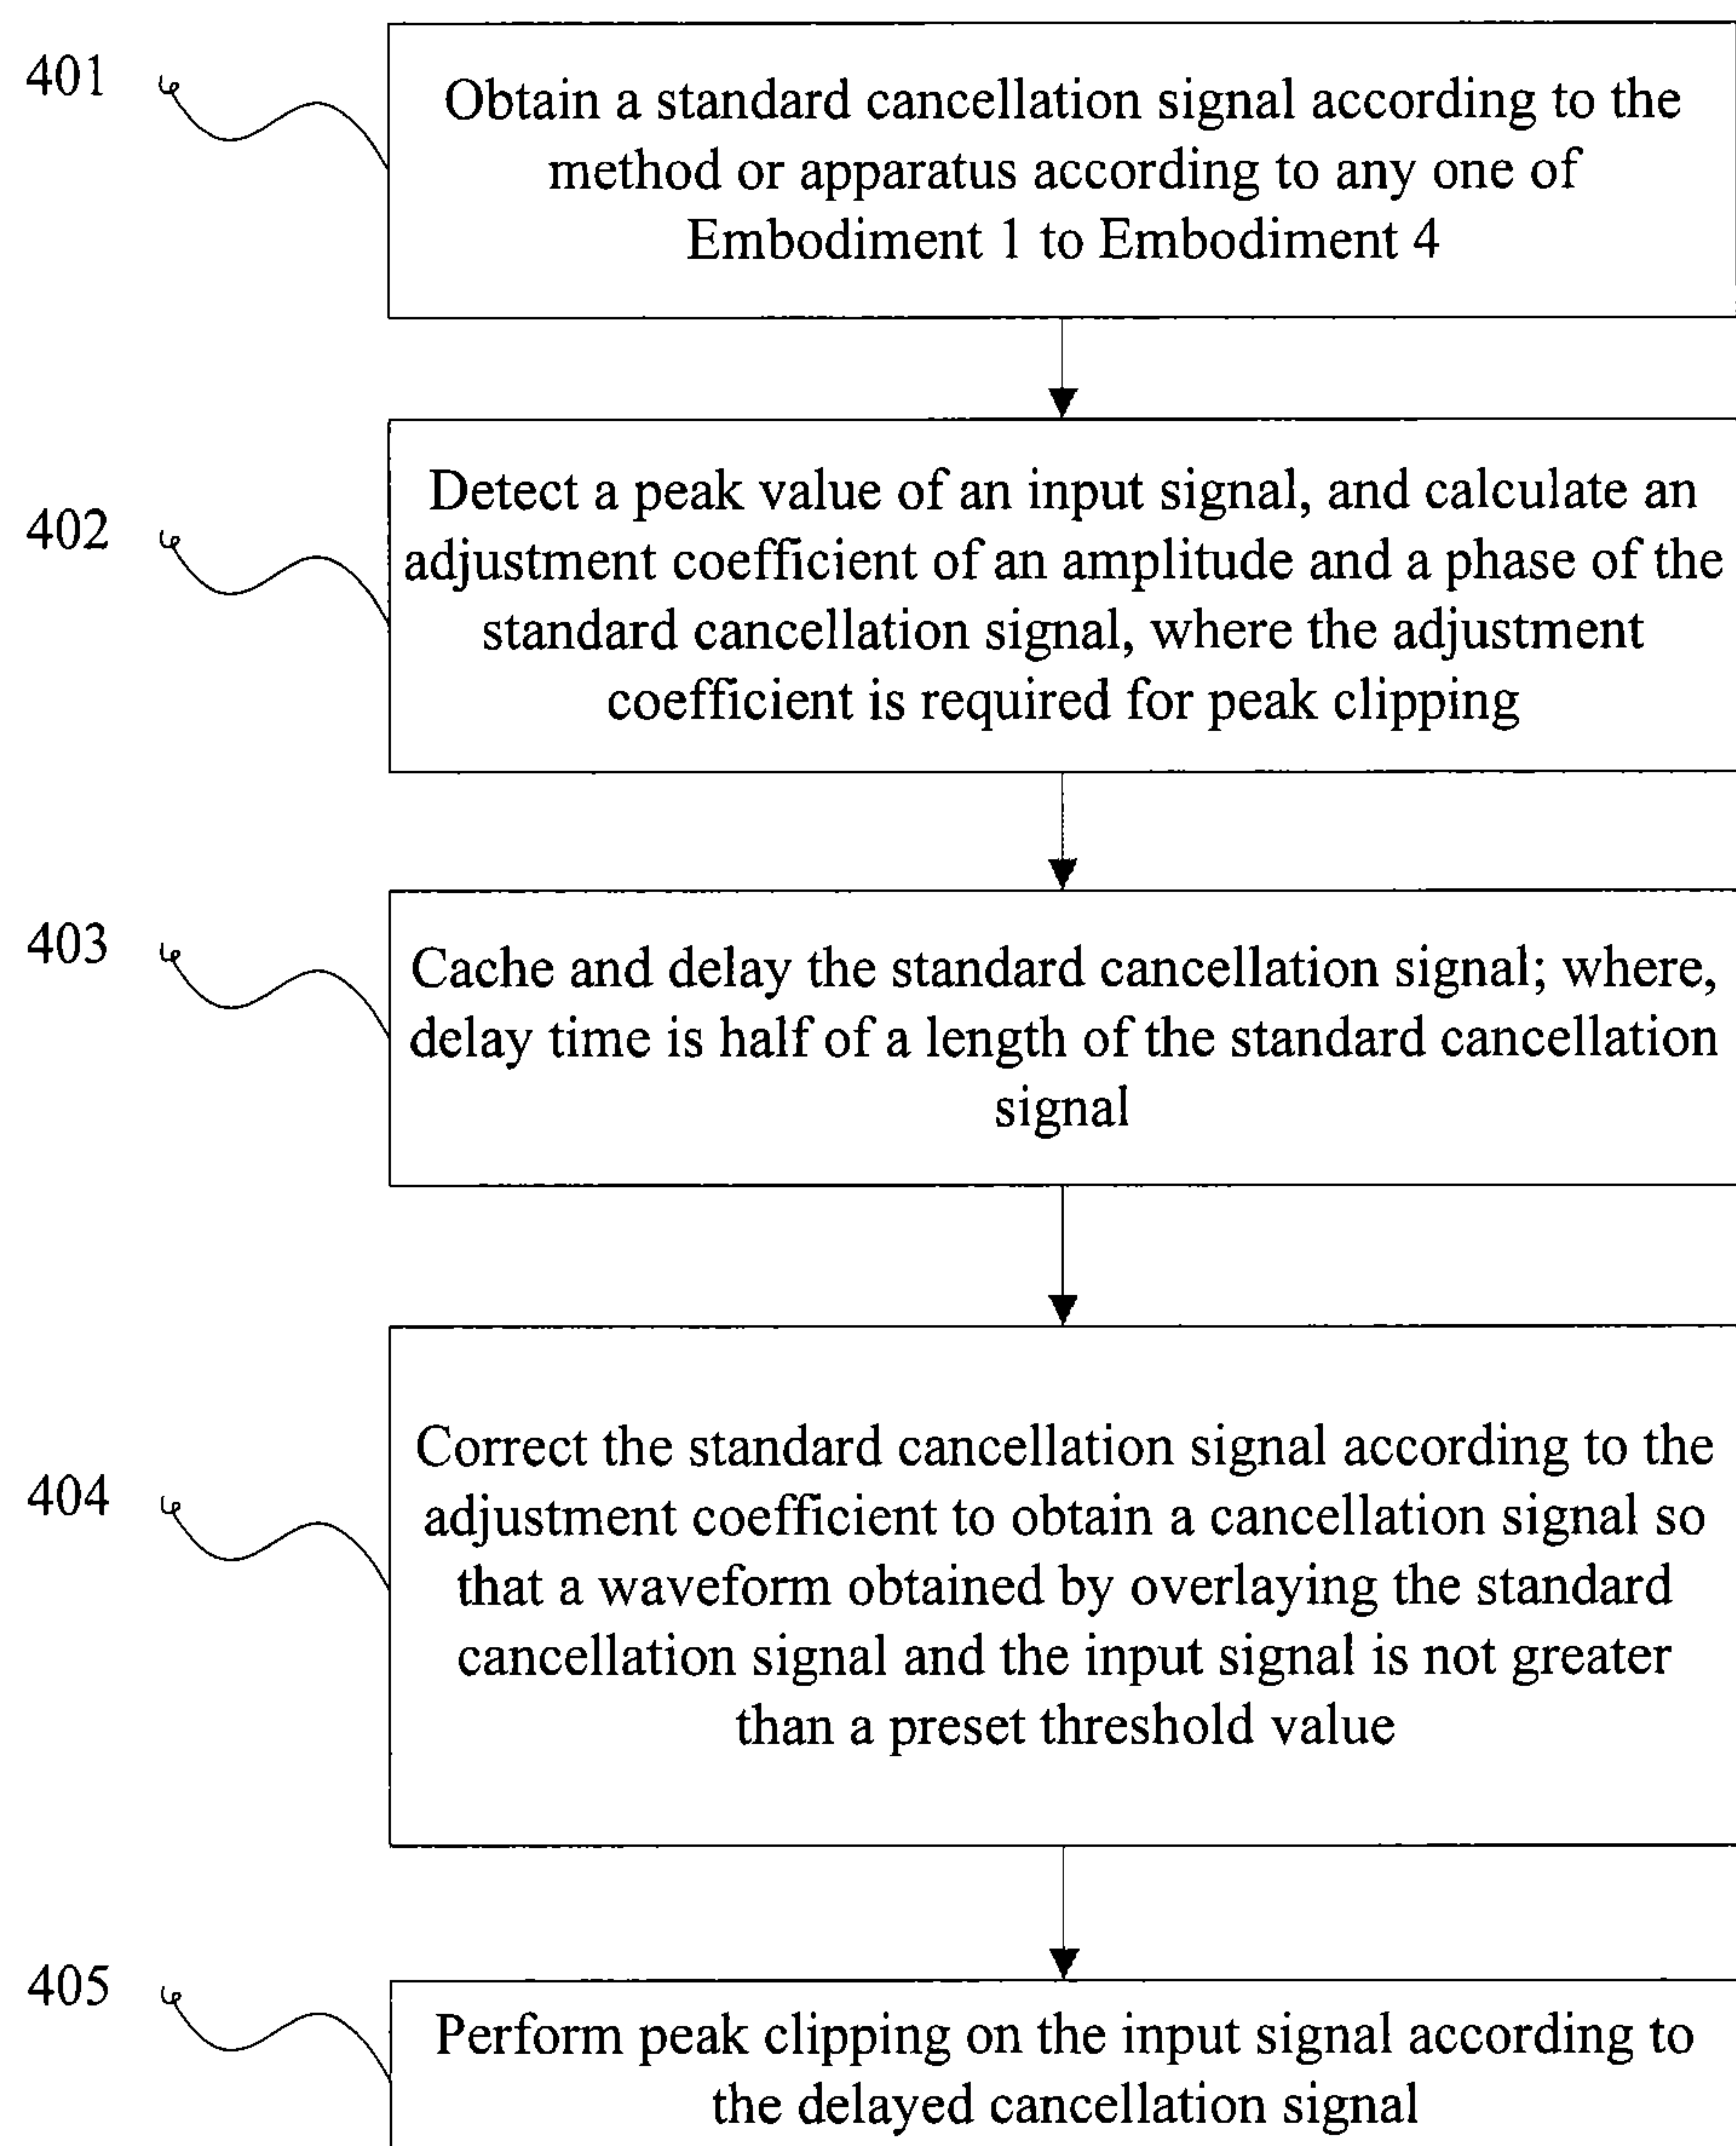 401
Obtain a standard cancellation signal according to the
method or apparatus according to any one of
Embodiment 1 to Embodiment 4
402
Detect a peak value of an input signal, and calculate an
adjustment coefficient of an amplitude and a phase of the
standard cancellation signal, where the adjustment
coefficient is required for peak clipping
403
Cache and delay the standard cancellation signal; where,
delay time is half of a length of the standard cancellation
signal
404
Correct the standard cancellation signal according to the
adjustment coefficient to obtain a cancellation signal so
that a waveform obtained by overlaying the standard
cancellation signal and the input signal is not greater
than a preset threshold value
405
Perform peak clipping on the input signal according to
the delayed cancellation signal